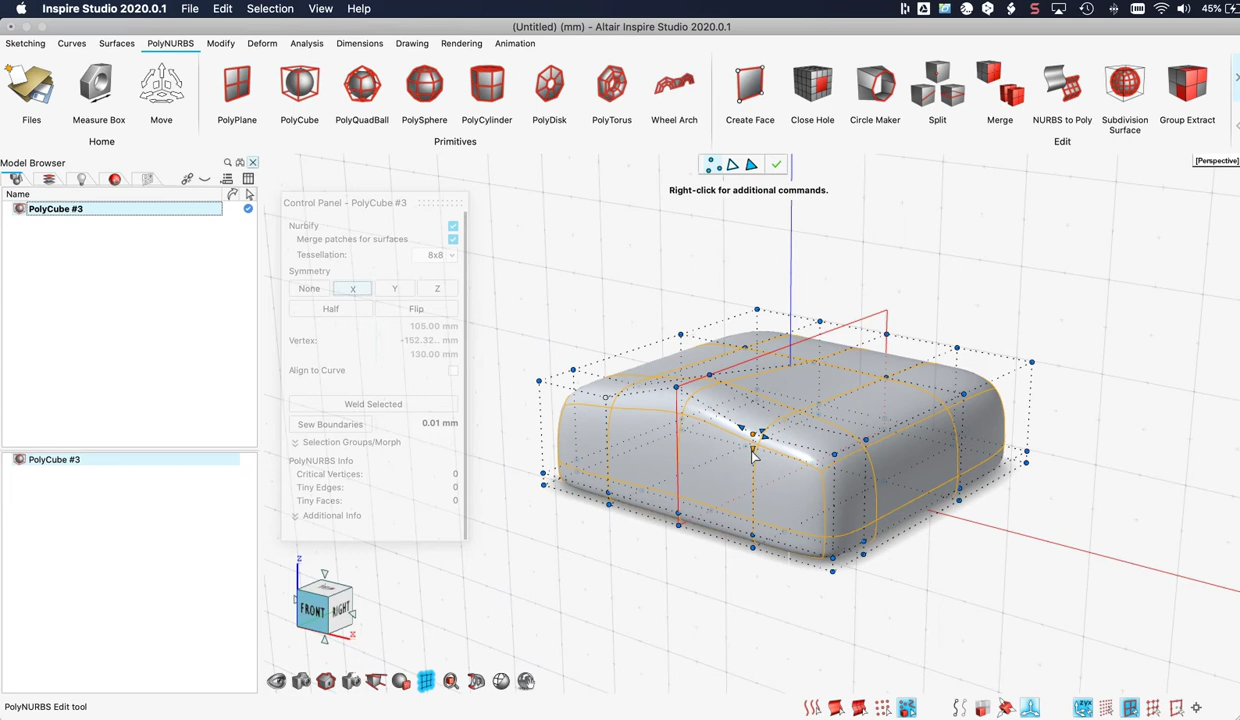 Inspire Studio 2020.0.1 File Edit Selection View Help 45%
(Untitled) (mm) - Altair Inspire Studio 2020.0.1
Sketching Curves Surfaces PolyNURBS Modify Deform Analysis Dimensions Drawing Rendering Animation
Files Measure Box Move PolyPlane PolyCube PolyQuadBall PolySphere PolyCylinder PolyDisk PolyTorus Wheel Arch Create Face Close Hole Circle Maker Split Merge NURBS to Poly Subdivision Surface Group Extract
Home Primitives Edit
Model Browser
[Perspective]
Right-click for additional commands.
Name
PolyCube #3
Control Panel - PolyCube #3
Nurbify
Merge patches for surfaces
Tessellation: 8x8
Symmetry
None X Y Z
Half Flip
105.00 mm
Vertex: -152.32.. mm
130.00 mm
Align to Curve
Weld Selected
Sew Boundaries 0.01 mm
Selection Groups/Morph
PolyNURBS Info
Critical Vertices: 0
Tiny Edges: 0
Tiny Faces: 0
Additional Info
PolyCube #3
Z
FRONT RIGHT
X
PolyNURBS Edit tool